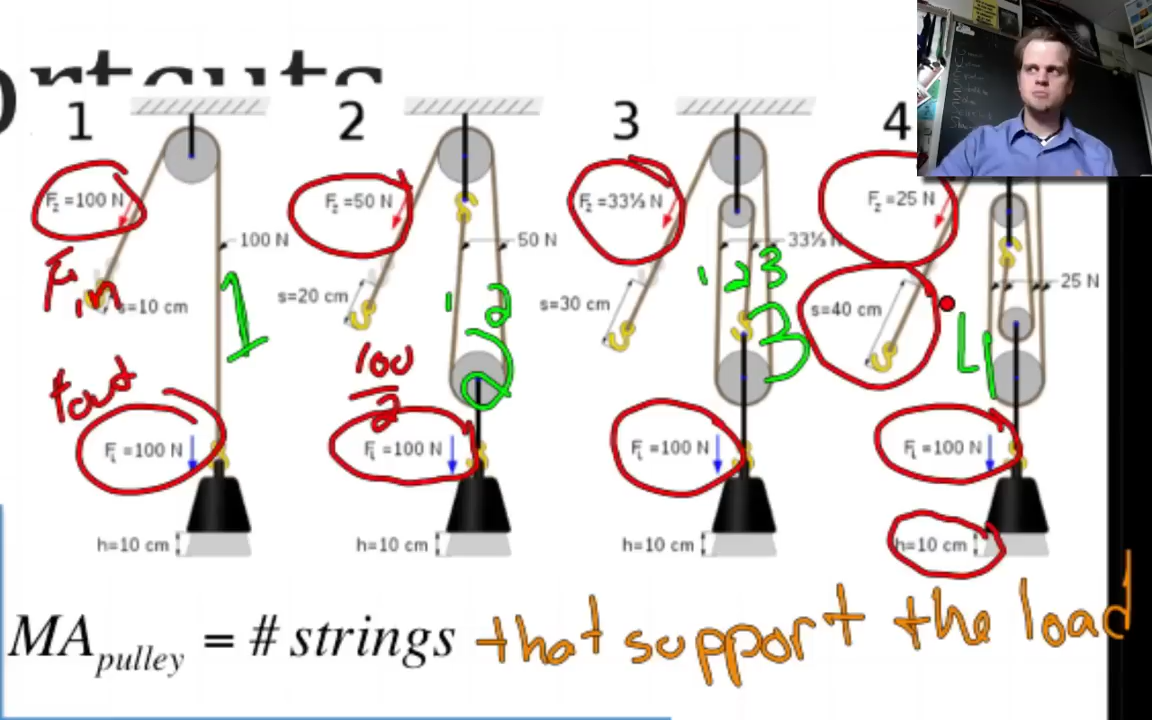 ortcuts
1
2
3
4
F₂ =100 N
F₂ =50 N
F₂ =33⅓ N
F₂ =25 N
100 N
50 N
33⅓ N
25 N
Fin
s=10 cm
s=20 cm
s=30 cm
s=40 cm
1
1 2
1 2 3
2
3
4
Fout
100
2
F₁ =100 N
F₁ =100 N
F₁ =100 N
F₁ =100 N
h=10 cm
h=10 cm
h=10 cm
h=10 cm
MApulley = # strings that support the load